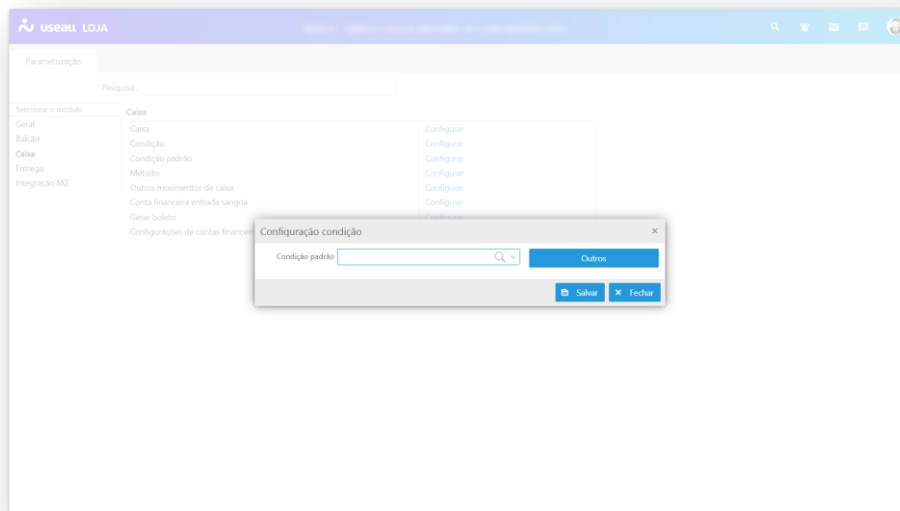 useall LOJA
Parametrização
Pesquisa...
Selecione o módulo
Geral
Balcão
Caixa
Entrega
Integração M2
Caixa
Caixa Configurar
Condição Configurar
Condição padrão Configurar
Método Configurar
Outros movimentos de caixa Configurar
Conta financeira entrada sangria Configurar
Gerar boleto Configurar
Configurações de contas
Configuração condição
Condição padrão
Outros
Salvar
Fechar